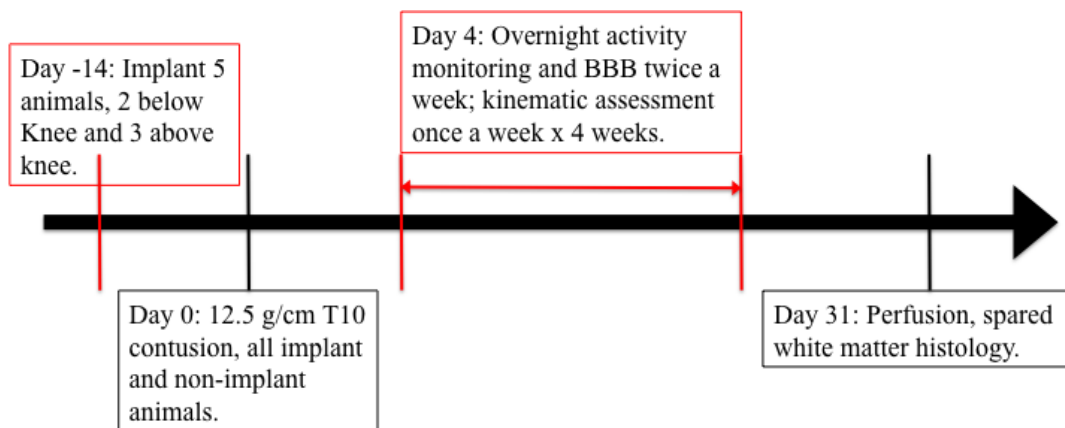 Day -14: Implant 5
animals, 2 below
Knee and 3 above
knee.
Day 4: Overnight activity
monitoring and BBB twice a
week; kinematic assessment
once a week x 4 weeks.
Day 0: 12.5 g/cm T10
contusion, all implant
and non-implant
animals.
Day 31: Perfusion, spared
white matter histology.